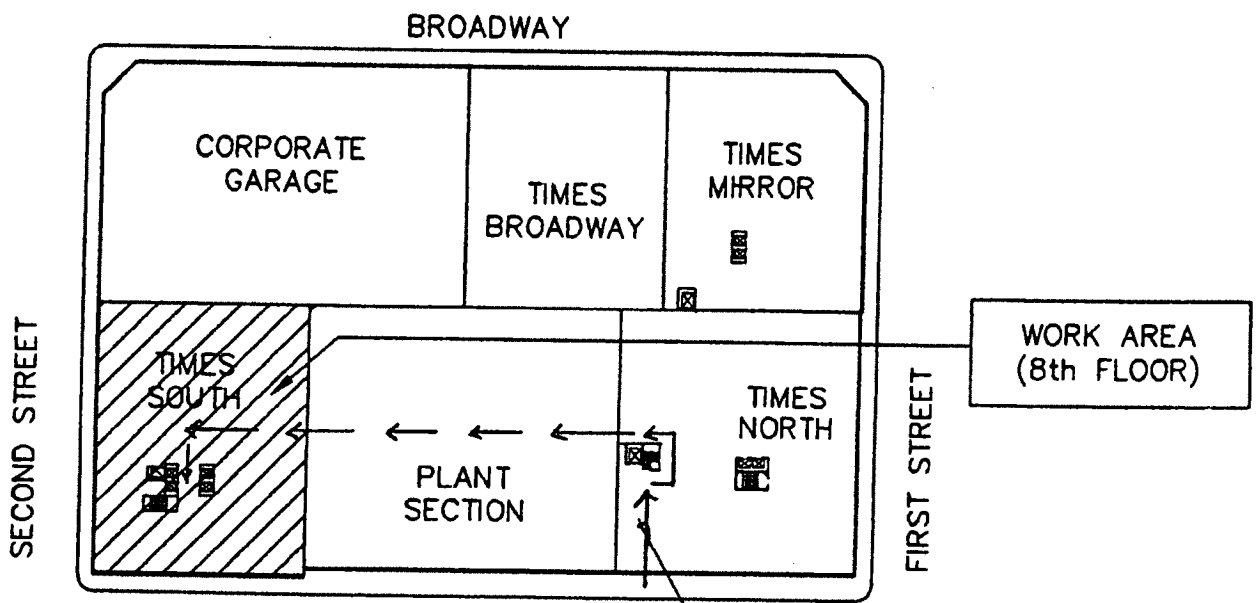 BROADWAY
CORPORATE
GARAGE
TIMES
BROADWAY
TIMES
MIRROR
SECOND STREET
TIMES
SOUTH
PLANT
SECTION
TIMES
NORTH
FIRST STREET
WORK AREA
(8th FLOOR)